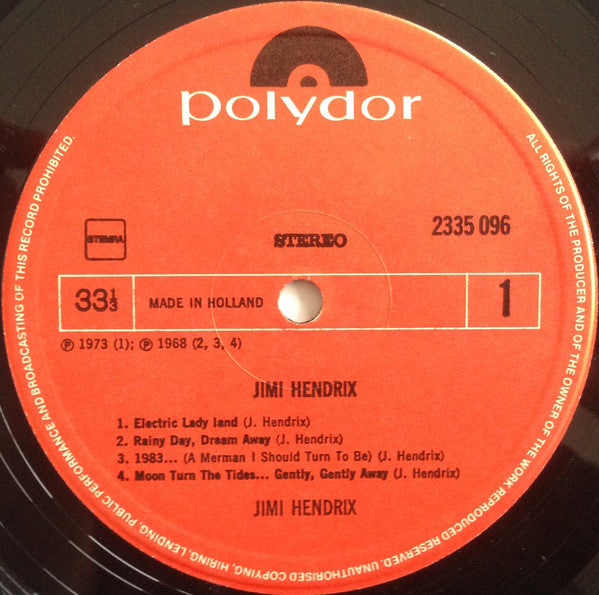 polydor
STEMRA
STEREO
2335 096
33⅓
MADE IN HOLLAND
1
℗ 1973 (1); ℗ 1968 (2, 3, 4)
JIMI HENDRIX
1. Electric Lady land (J. Hendrix)
2. Rainy Day, Dream Away (J. Hendrix)
3. 1983... (A Merman I Should Turn To Be) (J. Hendrix)
4. Moon Turn The Tides... Gently, Gently Away (J. Hendrix)
JIMI HENDRIX
ALL RIGHTS OF THE PRODUCER AND OF THE OWNER OF THE WORK REPRODUCED RESERVED. UNAUTHORISED COPYING, HIRING, LENDING, PUBLIC PERFORMANCE AND BROADCASTING OF THIS RECORD PROHIBITED.